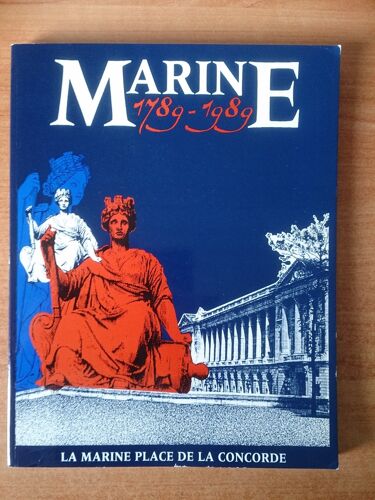 MARINE
1789-1989
LA MARINE PLACE DE LA CONCORDE